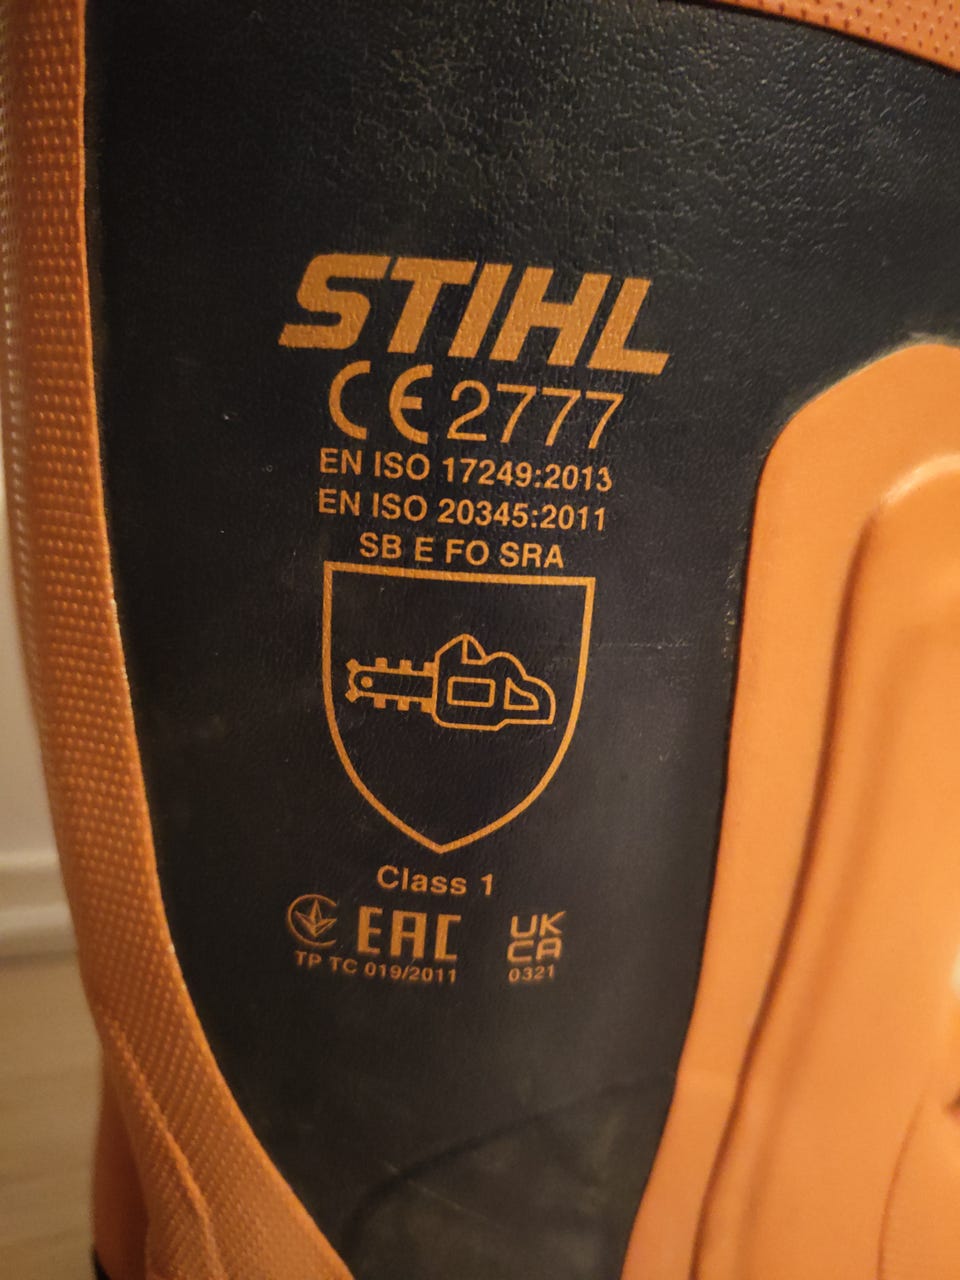 STIHL
CE 2777
EN ISO 17249:2013
EN ISO 20345:2011
SB E FO SRA
Class 1
EAC
TP TC 019/2011
UK
CA
0321